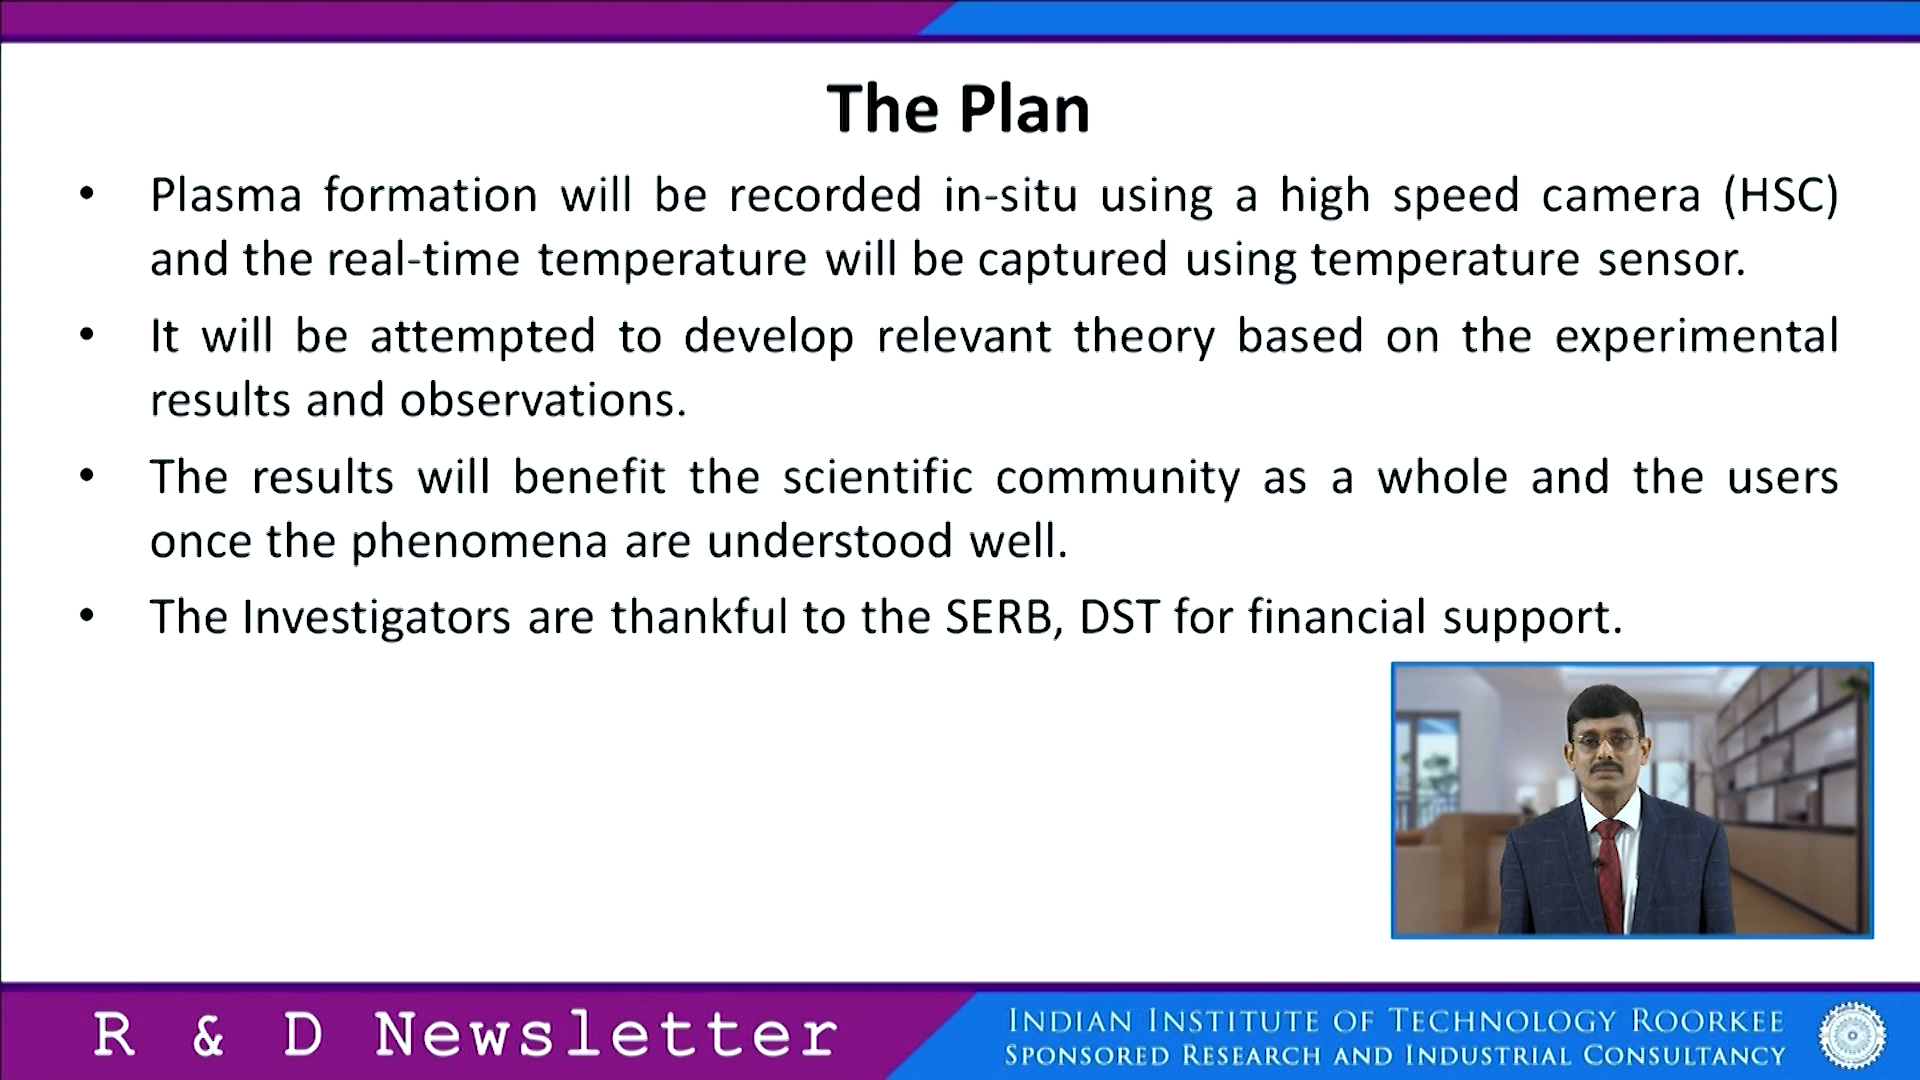 The Plan
• Plasma formation will be recorded in-situ using a high speed camera (HSC)
and the real-time temperature will be captured using temperature sensor.
• It will be attempted to develop relevant theory based on the experimental
results and observations.
• The results will benefit the scientific community as a whole and the users
once the phenomena are understood well.
• The Investigators are thankful to the SERB, DST for financial support.
R & D Newsletter
INDIAN INSTITUTE OF TECHNOLOGY ROORKEE
SPONSORED RESEARCH AND INDUSTRIAL CONSULTANCY